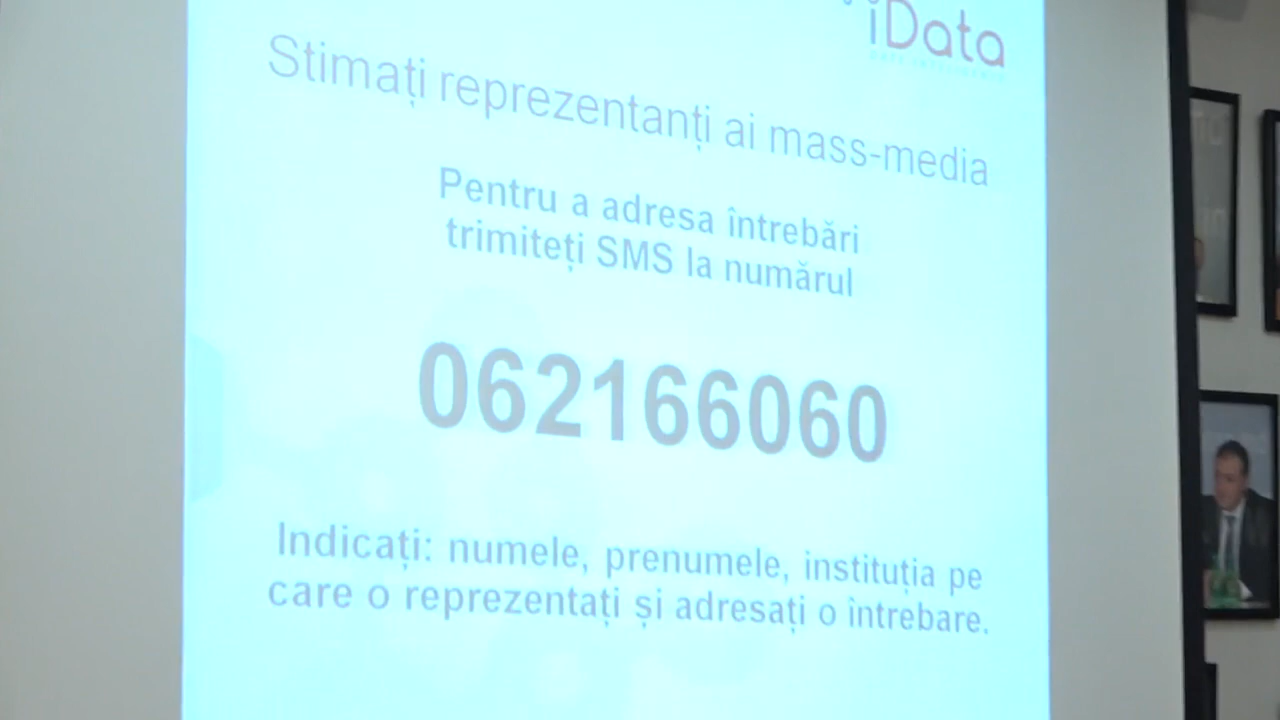 iData
Stimați reprezentanți ai mass-media
Pentru a adresa întrebări
trimiteți SMS la numărul
062166060
Indicați: numele, prenumele, instituția pe
care o reprezentați și adresați o întrebare.